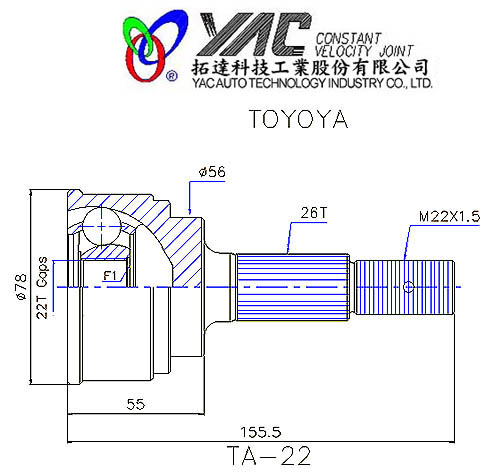 YAC CONSTANT
VELOCITY JOINT
®
拓達科技工業股份有限公司
YAC AUTO TECHNOLOGY INDUSTRY CO., LTD.
TOYOYA
ø56
26T
M22X1.5
F1
ø78
22T Gaps
55
155.5
TA-22